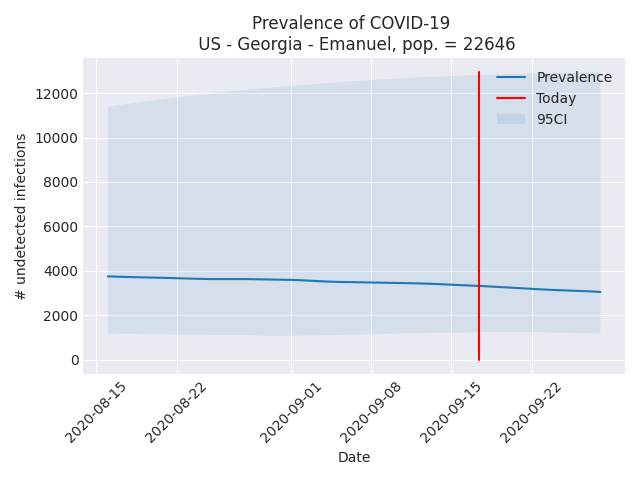 Prevalence of COVID-19
US - Georgia - Emanuel, pop. = 22646
Prevalence
Today
95CI
12000
10000
8000
6000
4000
2000
0
# undetected infections
2020-08-15
2020-08-22
2020-09-01
2020-09-08
2020-09-15
2020-09-22
Date